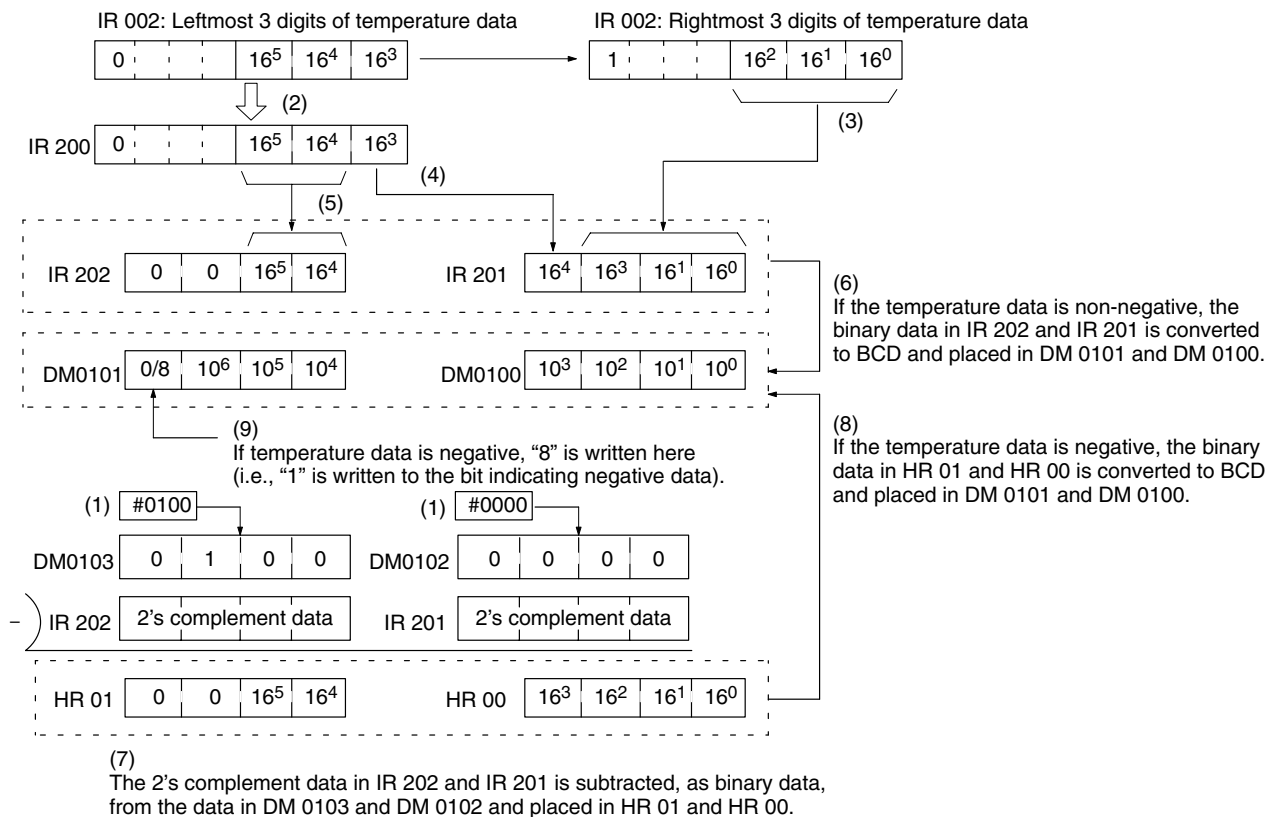 IR 002: Leftmost 3 digits of temperature data
IR 002: Rightmost 3 digits of temperature data
0 16⁵ 16⁴ 16³
1 16² 16¹ 16⁰
(2)
(3)
IR 200 0 16⁵ 16⁴ 16³
(4)
(5)
IR 202 0 0 16⁵ 16⁴
IR 201 16⁴ 16³ 16¹ 16⁰
(6)
If the temperature data is non-negative, the
binary data in IR 202 and IR 201 is converted
to BCD and placed in DM 0101 and DM 0100.
DM0101 0/8 10⁶ 10⁵ 10⁴
DM0100 10³ 10² 10¹ 10⁰
(9)
If temperature data is negative, “8” is written here
(i.e., “1” is written to the bit indicating negative data).
(8)
If the temperature data is negative, the binary
data in HR 01 and HR 00 is converted to BCD
and placed in DM 0101 and DM 0100.
(1) #0100
(1) #0000
DM0103 0 1 0 0
DM0102 0 0 0 0
– IR 202 2's complement data
IR 201 2's complement data
HR 01 0 0 16⁵ 16⁴
HR 00 16³ 16² 16¹ 16⁰
(7)
The 2's complement data in IR 202 and IR 201 is subtracted, as binary data,
from the data in DM 0103 and DM 0102 and placed in HR 01 and HR 00.